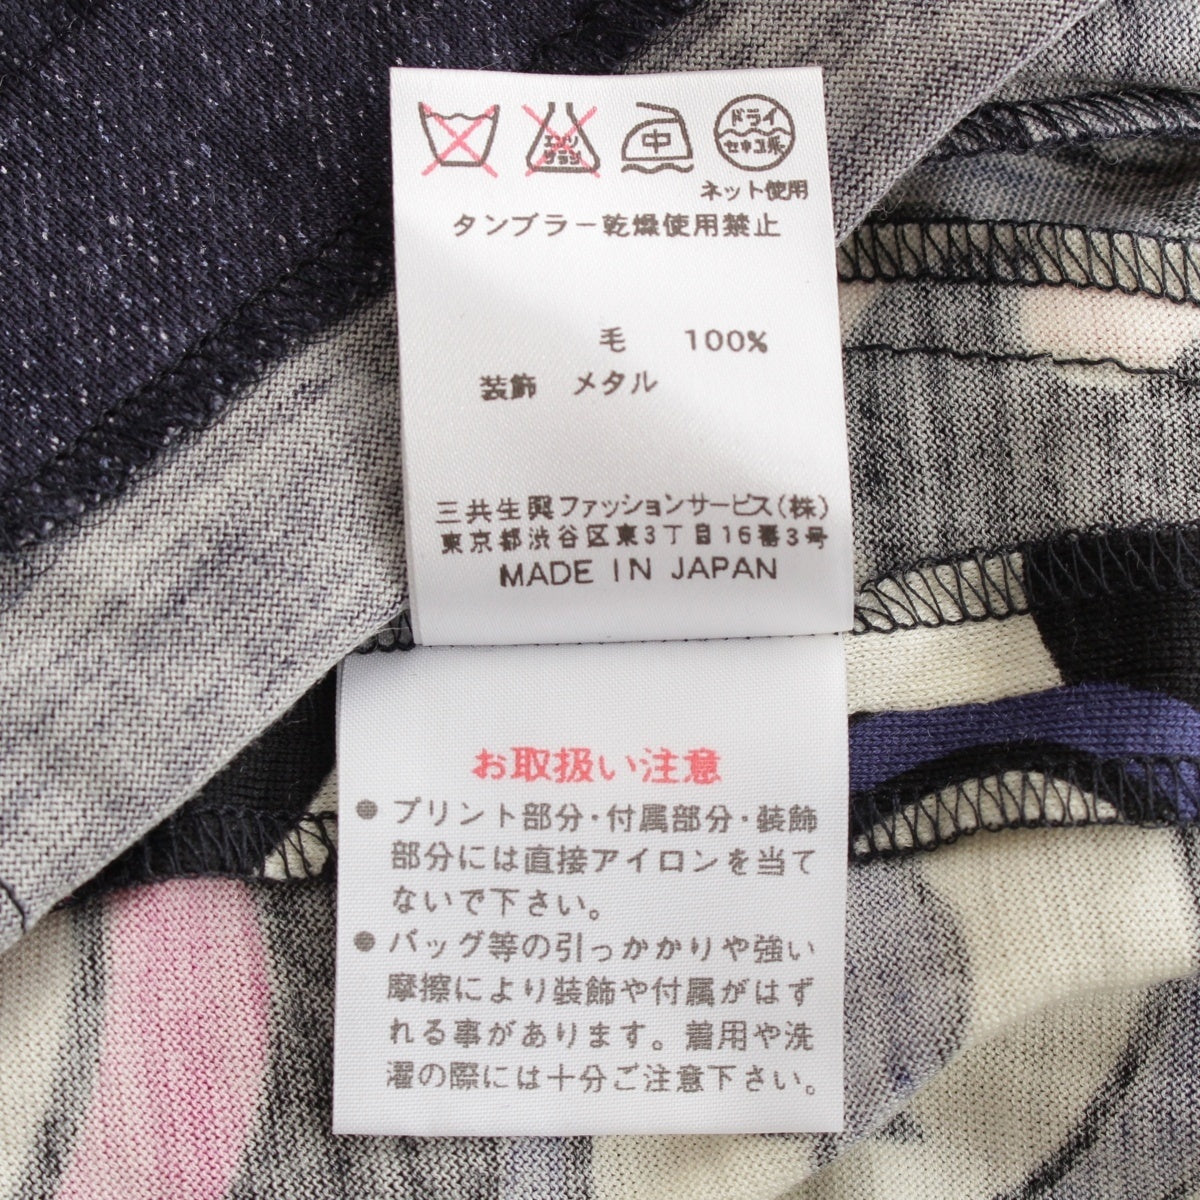 エンソ
サラシ
中
ドライ
セキユ系
ネット使用
タンブラー乾燥使用禁止
毛 100%
装飾 メタル
三共生興ファッションサービス(株)
東京都渋谷区東3丁目16番3号
MADE IN JAPAN
お取扱い注意
●プリント部分・付属部分・装飾
部分には直接アイロンを当て
ないで下さい。
●バッグ等の引っかかりや強い
摩擦により装飾や付属がはず
れる事があります。着用や洗
濯の際には十分ご注意下さい。